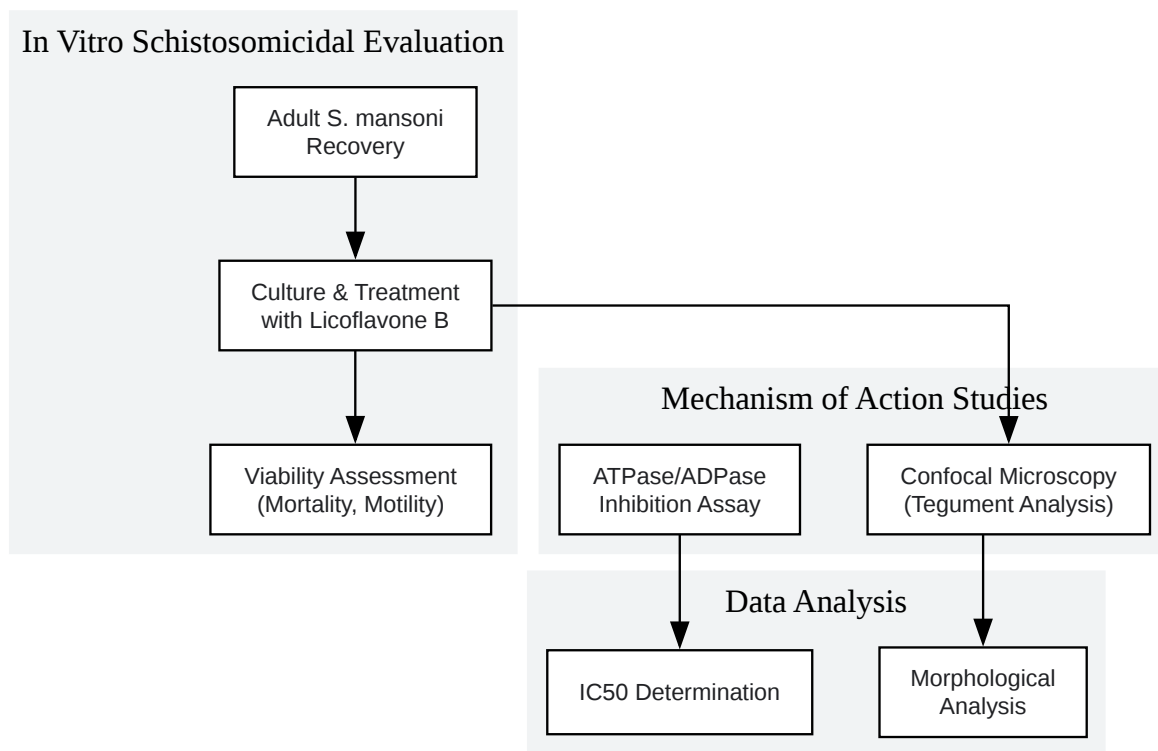 In Vitro Schistosomicidal Evaluation
Adult S. mansoni
Recovery
Culture & Treatment
with Licoflavone B
Viability Assessment
(Mortality, Motility)
Mechanism of Action Studies
ATPase/ADPase
Inhibition Assay
Confocal Microscopy
(Tegument Analysis)
Data Analysis
IC50 Determination
Morphological
Analysis